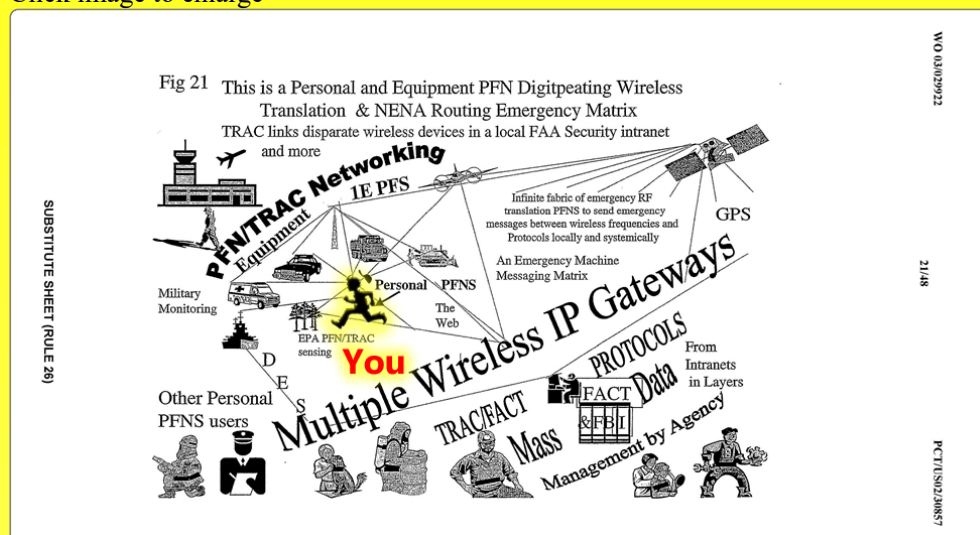 Click image to enlarge
WO 03/029922
Fig 21 This is a Personal and Equipment PFN Digitpeating Wireless
Translation & NENA Routing Emergency Matrix
TRAC links disparate wireless devices in a local FAA Security intranet
and more
PFN/TRAC Networking
1E PFS
Equipment
Infinite fabric of emergency RF
translation PFNS to send emergency
messages between wireless frequencies and
Protocols locally and systemically
GPS
An Emergency Machine
Messaging Matrix
Personal PFNS
Military
Monitoring
The
Web
EPA PFN/TRAC
sensing
You
D
E
S
Multiple Wireless IP Gateways
Other Personal
PFNS users
TRAC/FACT
Mass
PROTOCOLS
Data
From
Intranets
in Layers
FACT
&FBI
Management by Agency
SUBSTITUTE SHEET (RULE 26)
21/48
PCT/US02/30857